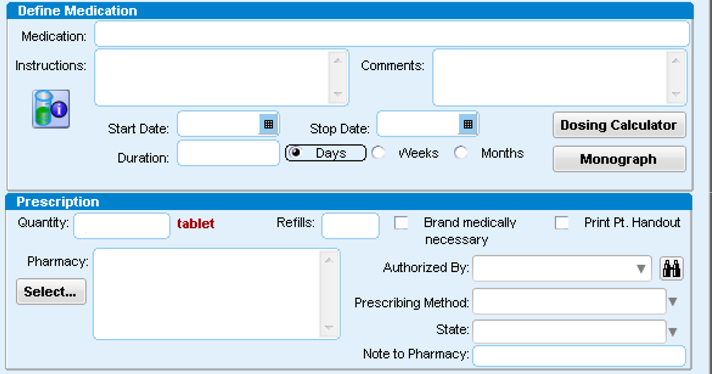 Define Medication
Medication:
Instructions:
Comments:
Start Date:
Stop Date:
Dosing Calculator
Duration:
Days
Weeks
Months
Monograph
Prescription
Quantity:
tablet
Refills:
Brand medically
necessary
Print Pt. Handout
Pharmacy:
Authorized By:
Select...
Prescribing Method:
State:
Note to Pharmacy: